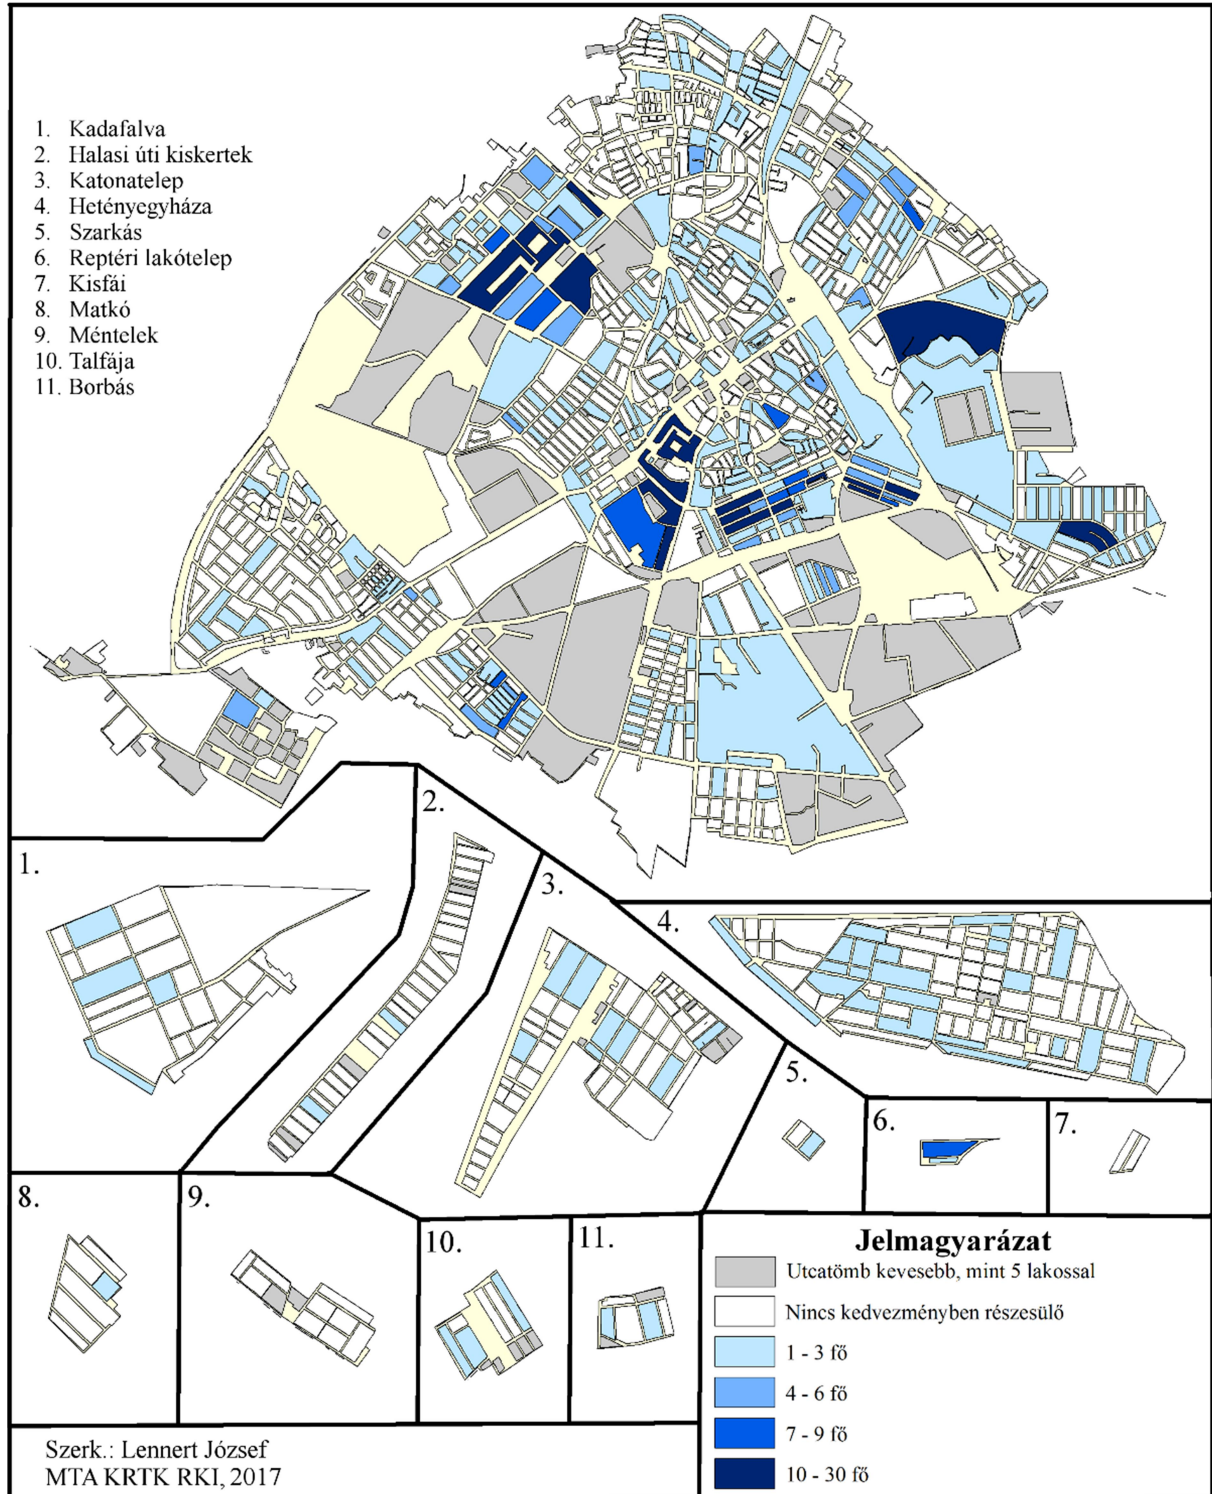 1. Kadafalva
2. Halasi úti kiskertek
3. Katonatelep
4. Hetényegyháza
5. Szarkás
6. Reptéri lakótelep
7. Kisfái
8. Matkó
9. Méntelek
10. Talfája
11. Borbás
1.
2.
3.
4.
5.
6.
7.
8.
9.
10.
11.
Jelmagyarázat
Utcatömb kevesebb, mint 5 lakossal
Nincs kedvezményben részesülő
1 - 3 fő
4 - 6 fő
7 - 9 fő
10 - 30 fő
Szerk.: Lennert József
MTA KRTK RKI, 2017